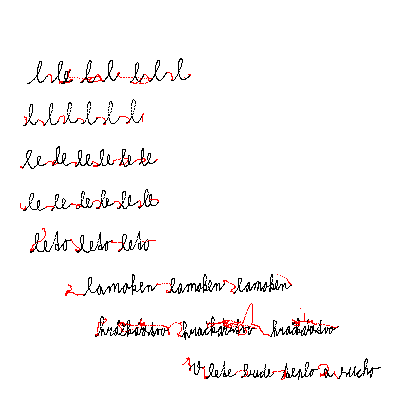 l le l l l l l
l l l l l l
le le le le le le
le le le le le le
leto leto leto
lamoken lamoken lamoken
hračkárstvo hračkárstvo hračkárstvo
V lete bude teplo a sucho